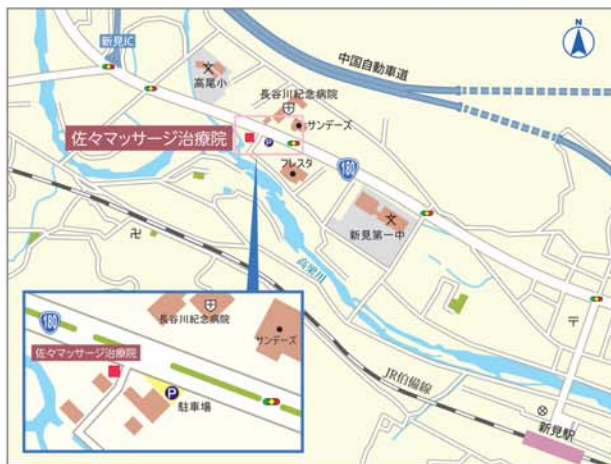 新見IC
中国自動車道
N
高尾小
長谷川紀念病院
サンデーズ
佐々マッサージ治療院
P
フレスタ
180
新見第一中
高梁川
長谷川紀念病院
サンデーズ
180
佐々マッサージ治療院
P
駐車場
JR伯備線
新見駅